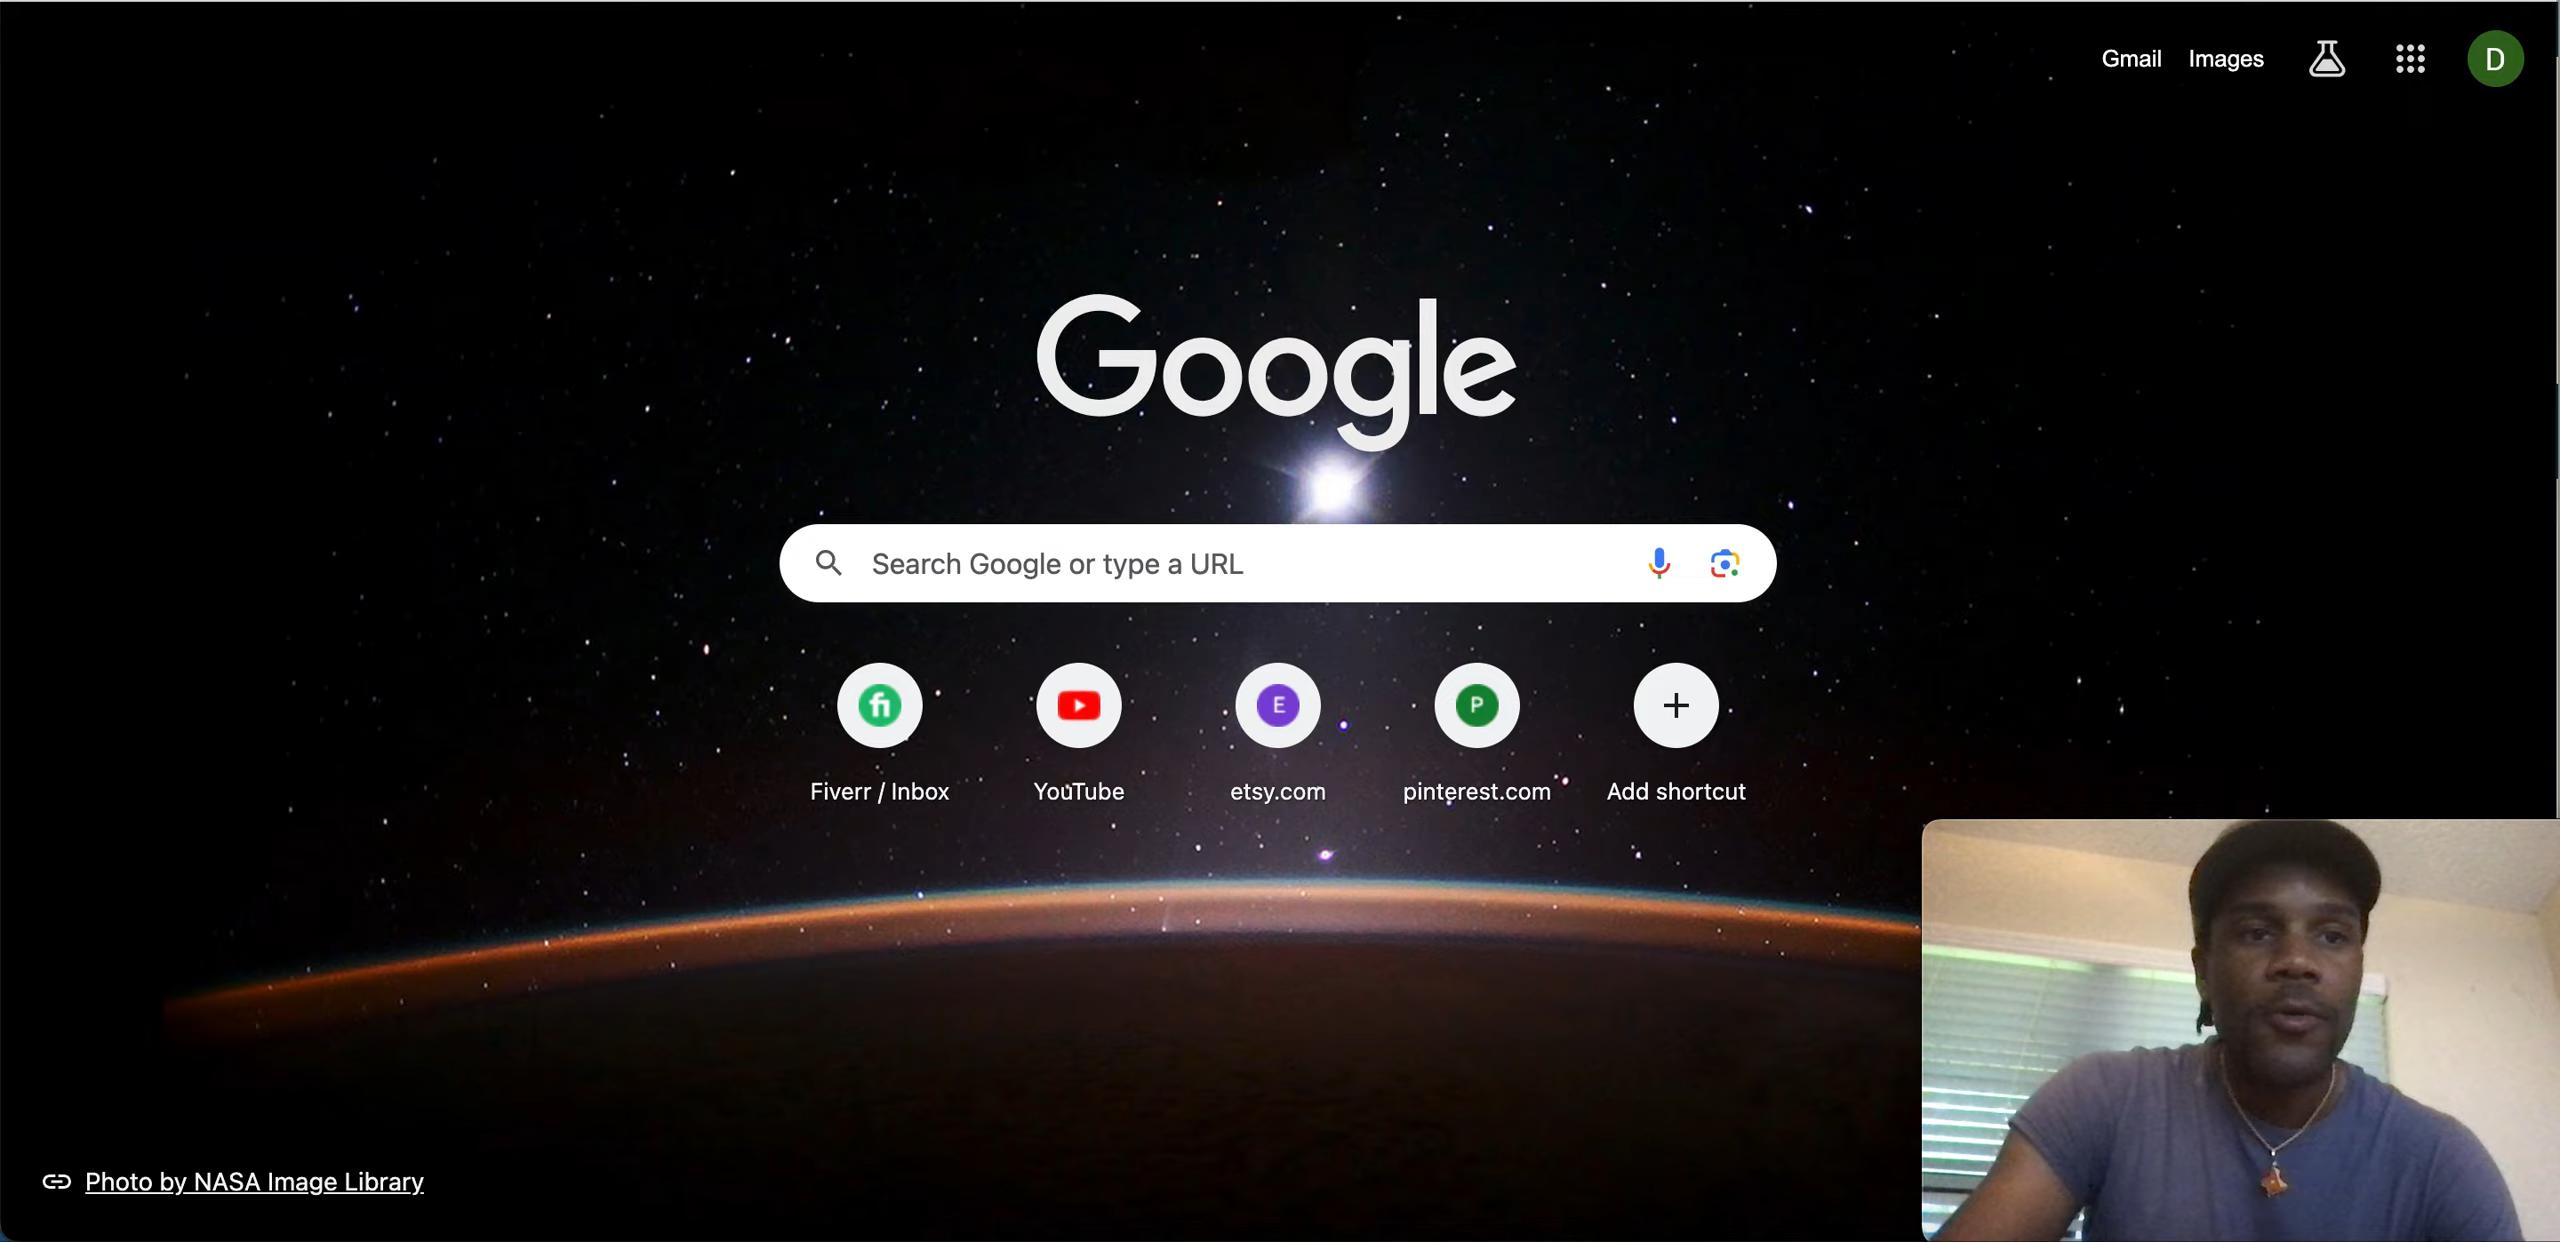 Gmail Images D
Google
Search Google or type a URL
fi E P
Fiverr / Inbox YouTube etsy.com pinterest.com Add shortcut
Photo by NASA Image Library